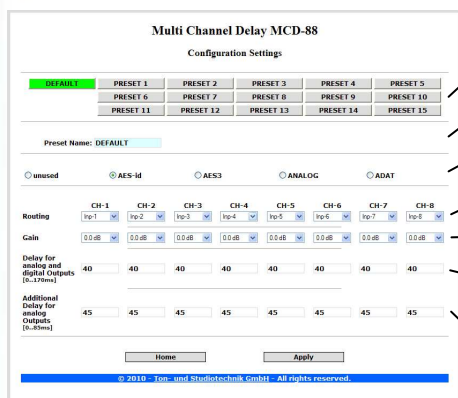 Multi Channel Delay MCD-88
Configuration Settings
DEFAULT PRESET 1 PRESET 2 PRESET 3 PRESET 4 PRESET 5
PRESET 6 PRESET 7 PRESET 8 PRESET 9 PRESET 10
PRESET 11 PRESET 12 PRESET 13 PRESET 14 PRESET 15
Preset Name: DEFAULT
unused AES-id AES3 ANALOG ADAT
CH-1 CH-2 CH-3 CH-4 CH-5 CH-6 CH-7 CH-8
Routing Inp-1 Inp-2 Inp-3 Inp-4 Inp-5 Inp-6 Inp-7 Inp-8
Gain 0.0 dB 0.0 dB 0.0 dB 0.0 dB 0.0 dB 0.0 dB 0.0 dB 0.0 dB
Delay for
analog and
digital Outputs
[0..170ms]
40 40 40 40 40 40 40 40
Additional
Delay for
analog
Outputs
[0..85ms]
45 45 45 45 45 45 45 45
Home Apply
© 2010 - Ton- und Studiotechnik GmbH - All rights reserved.